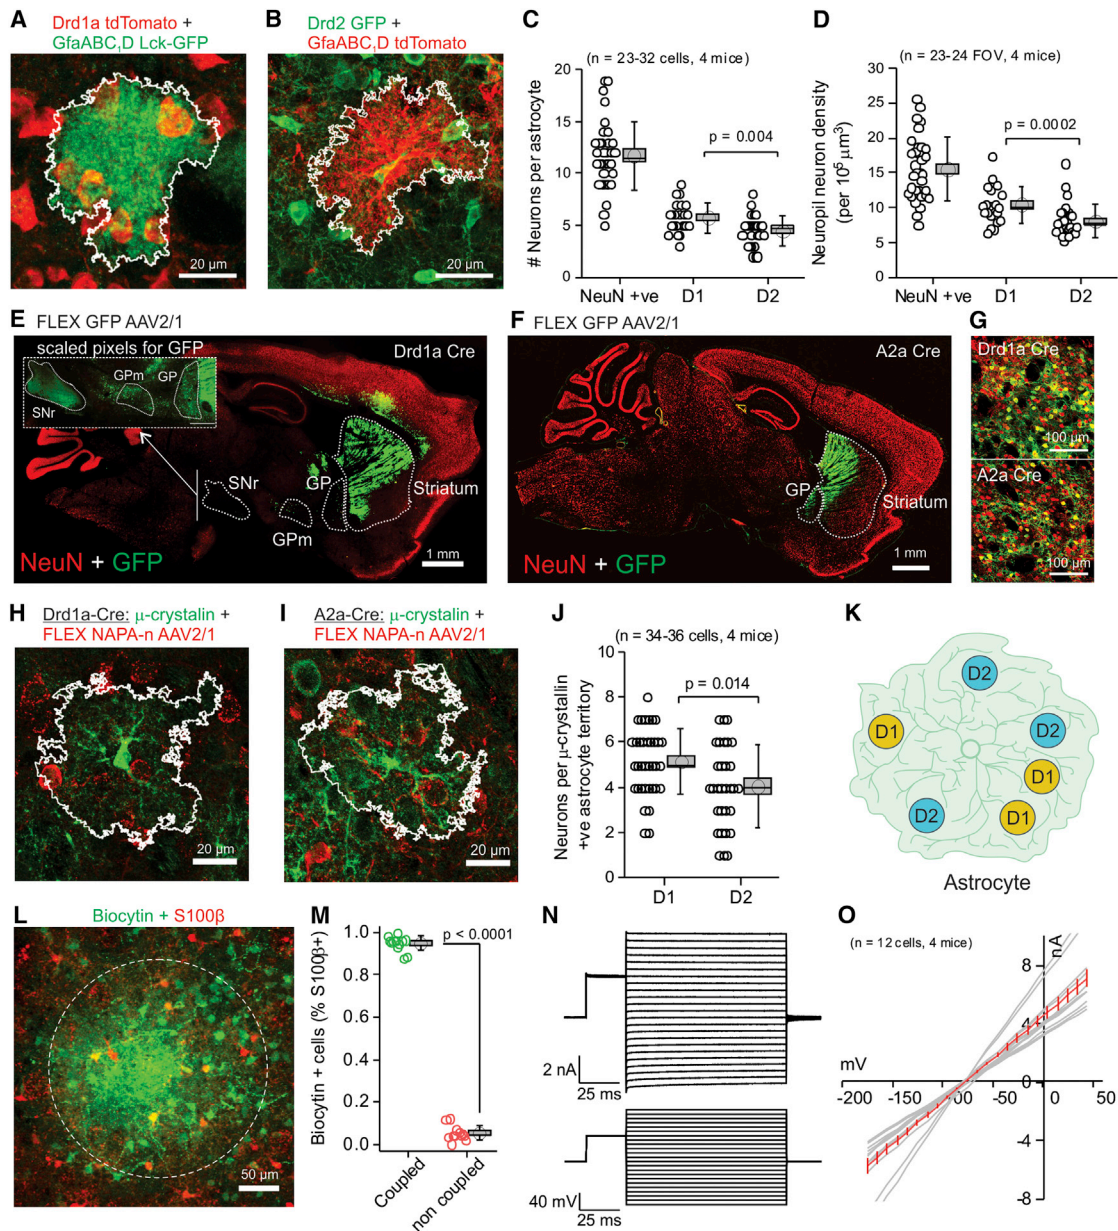 A
Drd1a tdTomato +
GfaABC1D Lck-GFP
20 µm
B
Drd2 GFP +
GfaABC1D tdTomato
20 µm
C
(n = 23-32 cells, 4 mice)
# Neurons per astrocyte
20
15
10
5
0
p = 0.004
NeuN +ve
D1
D2
D
(n = 23-24 FOV, 4 mice)
Neuropil neuron density
(per 10⁵ µm³)
30
25
20
15
10
5
0
p = 0.0002
NeuN +ve
D1
D2
E
FLEX GFP AAV2/1
scaled pixels for GFP
Drd1a Cre
GPm
GP
SNr
SNr
GP
GPm
Striatum
NeuN + GFP
1 mm
F
FLEX GFP AAV2/1
A2a Cre
GP
Striatum
NeuN + GFP
1 mm
G
Drd1a Cre
100 µm
A2a Cre
100 µm
H
Drd1a-Cre: µ-crystalin +
FLEX NAPA-n AAV2/1
20 µm
I
A2a-Cre: µ-crystalin +
FLEX NAPA-n AAV2/1
20 µm
J
(n = 34-36 cells, 4 mice)
Neurons per µ-crystallin
+ve astrocyte territory
10
8
6
4
2
0
p = 0.014
D1
D2
K
D2
D1
D2
D1
D2
D1
Astrocyte
L
Biocytin + S100β
50 µm
M
Biocytin + cells (% S100β+)
1.0
0.8
0.6
0.4
0.2
0.0
p < 0.0001
Coupled
non coupled
N
2 nA
25 ms
40 mV
25 ms
O
(n = 12 cells, 4 mice)
nA
8
4
mV
-200
-100
-50
0
50
-4
-8